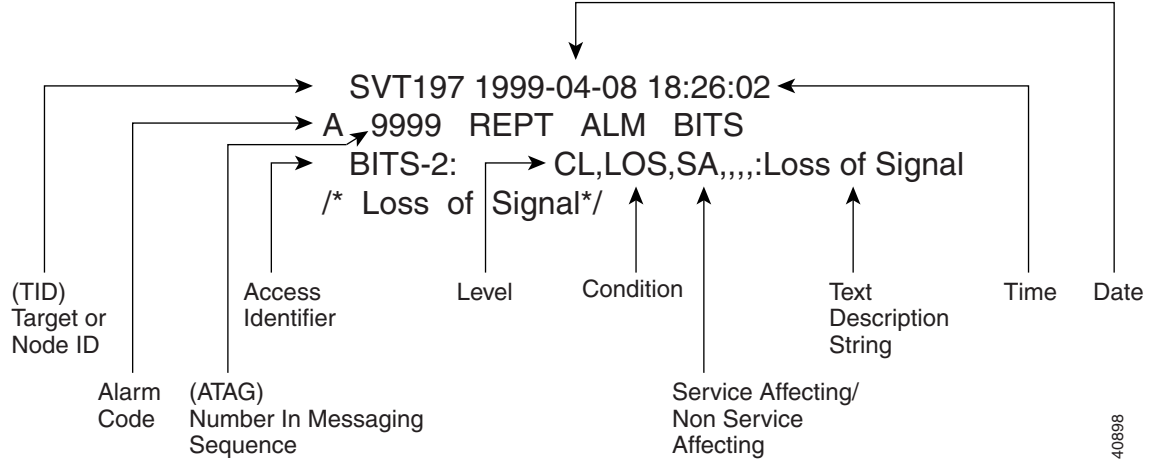 SVT197 1999-04-08 18:26:02
A 9999 REPT ALM BITS
BITS-2: CL,LOS,SA,,,,:Loss of Signal
/* Loss of Signal*/
(TID)
Target or
Node ID
Access
Identifier
Level
Condition
Text
Description
String
Time
Date
Alarm
Code
(ATAG)
Number In Messaging
Sequence
Service Affecting/
Non Service
Affecting
40898